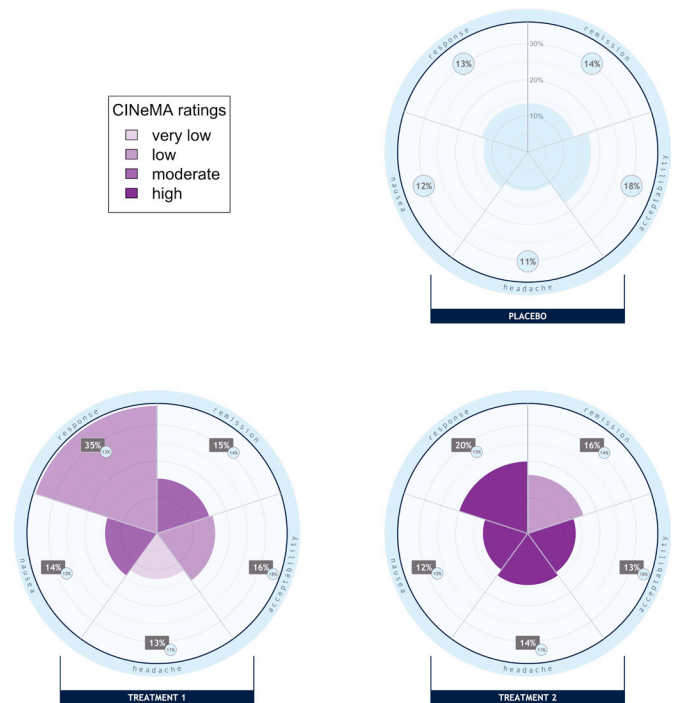 CINeMA ratings
very low
low
moderate
high
response
remission
acceptability
headache
nausea
30%
20%
10%
13%
14%
18%
11%
12%
PLACEBO
response
remission
acceptability
headache
nausea
35%
13%
15%
14%
16%
18%
13%
11%
14%
12%
TREATMENT 1
response
remission
acceptability
headache
nausea
20%
13%
16%
14%
13%
18%
14%
11%
12%
12%
TREATMENT 2